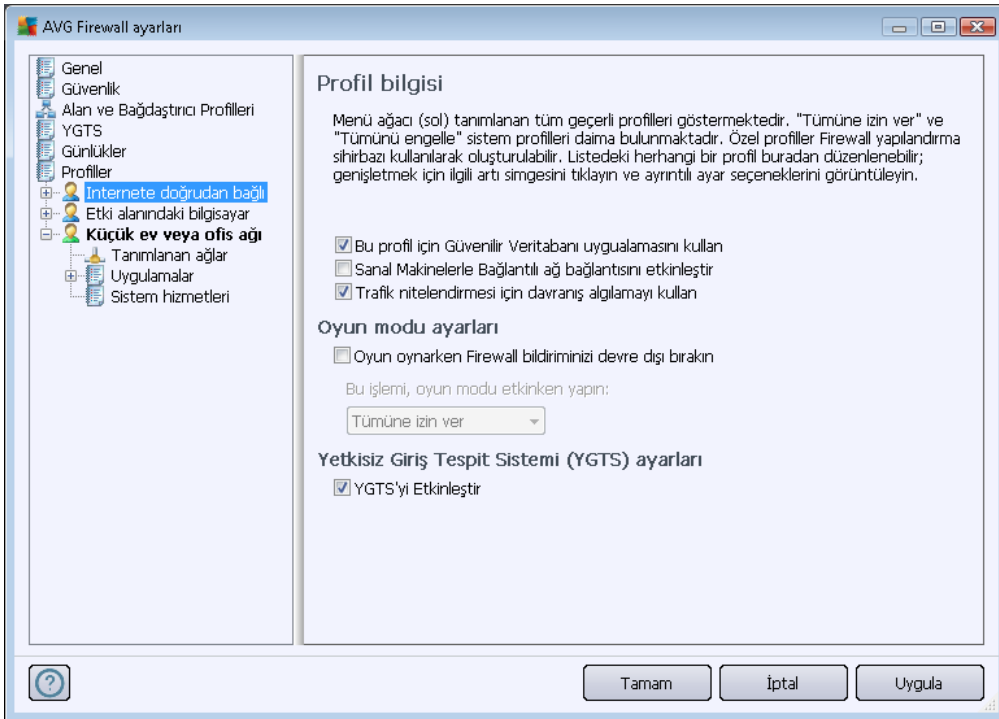 AVG Firewall ayarları
Genel
Güvenlik
Alan ve Bağdaştırıcı Profilleri
YGTS
Günlükler
Profiller
Internete doğrudan bağlı
Etki alanındaki bilgisayar
Küçük ev veya ofis ağı
Tanımlanan ağlar
Uygulamalar
Sistem hizmetleri
Profil bilgisi
Menü ağacı (sol) tanımlanan tüm geçerli profilleri göstermektedir. "Tümüne izin ver" ve
"Tümünü engelle" sistem profilleri daima bulunmaktadır. Özel profiller Firewall yapılandırma
sihirbazı kullanılarak oluşturulabilir. Listedeki herhangi bir profil buradan düzenlenebilir;
genişletmek için ilgili artı simgesini tıklayın ve ayrıntılı ayar seçeneklerini görüntüleyin.
Bu profil için Güvenilir Veritabanı uygualamasını kullan
Sanal Makinelerle Bağlantılı ağ bağlantısını etkinleştir
Trafik nitelendirmesi için davranış algılamayı kullan
Oyun modu ayarları
Oyun oynarken Firewall bildiriminizi devre dışı bırakın
Bu işlemi, oyun modu etkinken yapın:
Tümüne izin ver
Yetkisiz Giriş Tespit Sistemi (YGTS) ayarları
YGTS'yi Etkinleştir
Tamam
İptal
Uygula